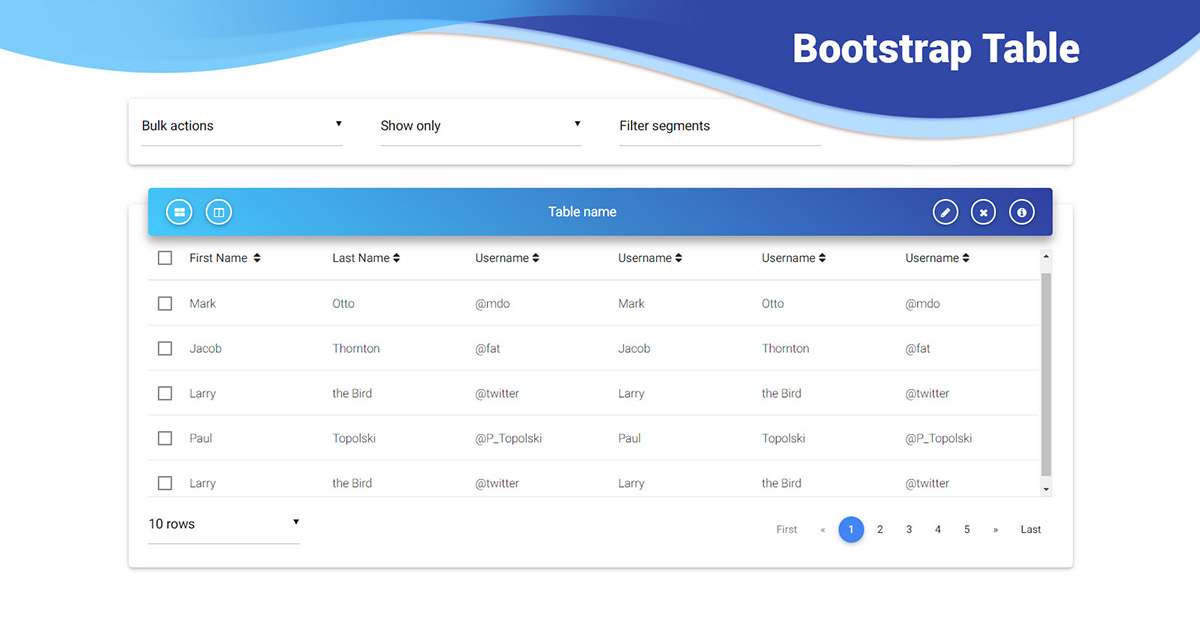 Bootstrap Table
Bulk actions ▼ Show only ▼ Filter segments
Table name
First Name Last Name Username Username Username Username
Mark Otto @mdo Mark Otto @mdo
Jacob Thornton @fat Jacob Thornton @fat
Larry the Bird @twitter Larry the Bird @twitter
Paul Topolski @P_Topolski Paul Topolski @P_Topolski
Larry the Bird @twitter Larry the Bird @twitter
10 rows ▼
First « 1 2 3 4 5 » Last